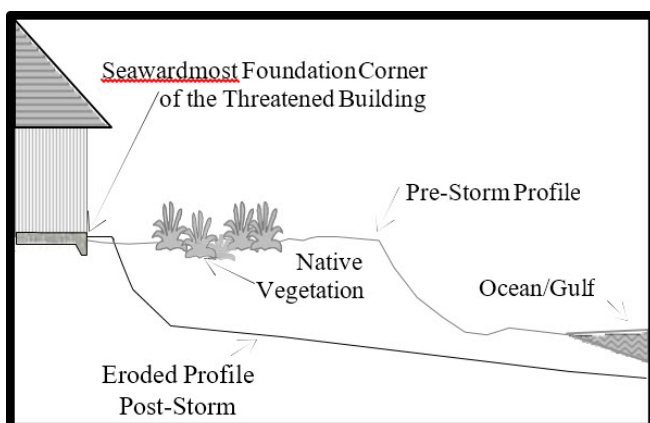 Seawardmost Foundation Corner
of the Threatened Building
Pre-Storm Profile
Native
Vegetation
Ocean/Gulf
Eroded Profile
Post-Storm